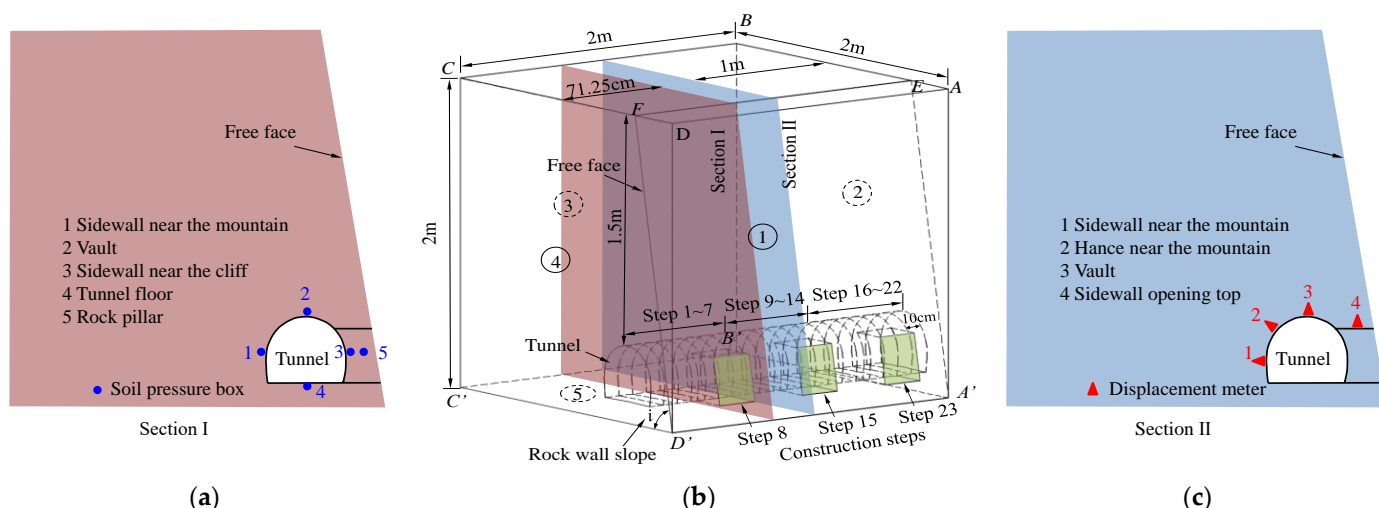 Free face
1 Sidewall near the mountain
2 Vault
3 Sidewall near the cliff
4 Tunnel floor
5 Rock pillar
2
1
Tunnel
3
5
4
Soil pressure box
Section I
(a)
B
2m
2m
C
1m
A
71.25cm
E
F
D
Section I
Section II
Free face
2
3
1.5m
2m
1
4
Step 1~7
Step 9~14
Step 16~22
10cm
B'
Tunnel
C'
5
i
A'
D'
Step 8
Step 15
Step 23
Rock wall slope
Construction steps
(b)
Free face
1 Sidewall near the mountain
2 Hance near the mountain
3 Vault
4 Sidewall opening top
3
4
2
1
Tunnel
Displacement meter
Section II
(c)